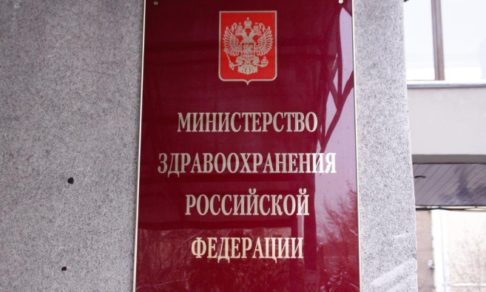 МИНИСТЕРСТВО
ЗДРАВООХРАНЕНИЯ
РОССИЙСКОЙ
ФЕДЕРАЦИИ